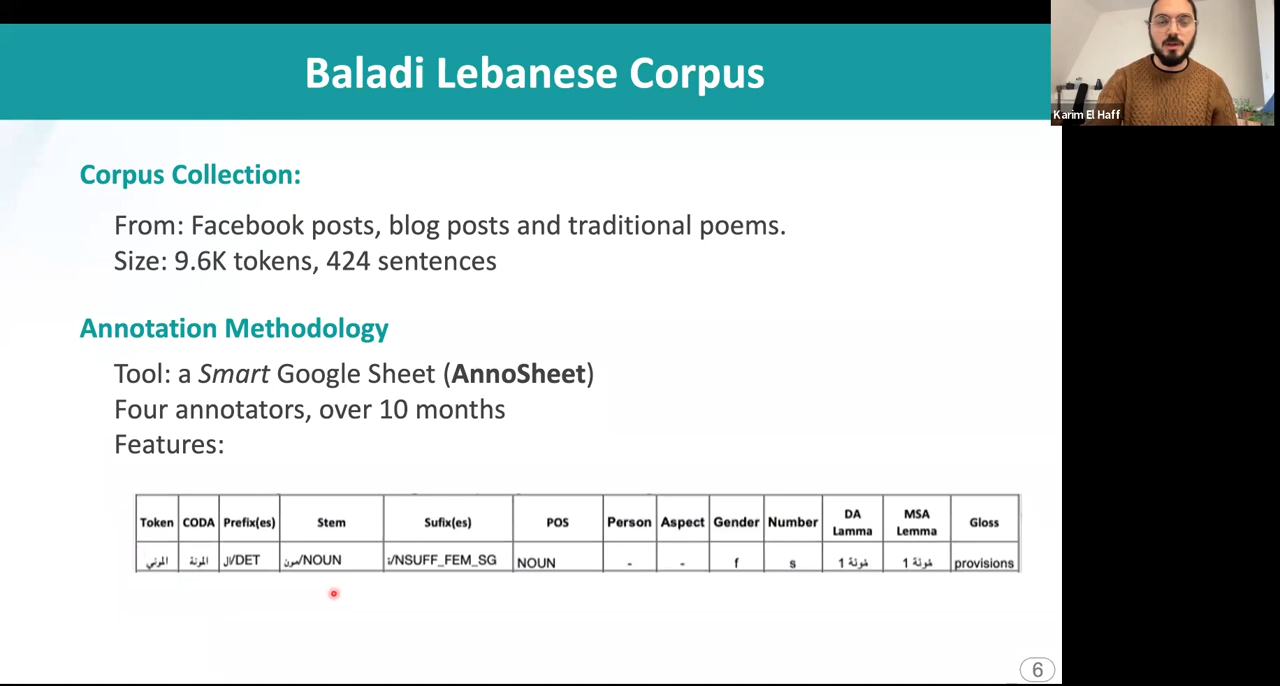 Baladi Lebanese Corpus
Karim El Haff
Corpus Collection:
From: Facebook posts, blog posts and traditional poems.
Size: 9.6K tokens, 424 sentences
Annotation Methodology
Tool: a Smart Google Sheet (AnnoSheet)
Four annotators, over 10 months
Features:
Token CODA Prefix(es) Stem Sufix(es) POS Person Aspect Gender Number DA Lamma MSA Lemma Gloss
الموني المونة ال/DET مون/NOUN /NSUFF_FEM_SG NOUN - - f s 1 1 provisions
6